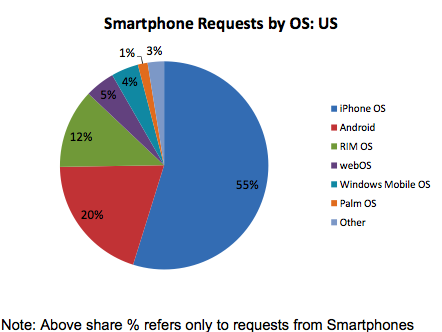 Smartphone Requests by OS: US
1%
3%
4%
5%
12%
20%
55%
iPhone OS
Android
RIM OS
webOS
Windows Mobile OS
Palm OS
Other
Note: Above share % refers only to requests from Smartphones